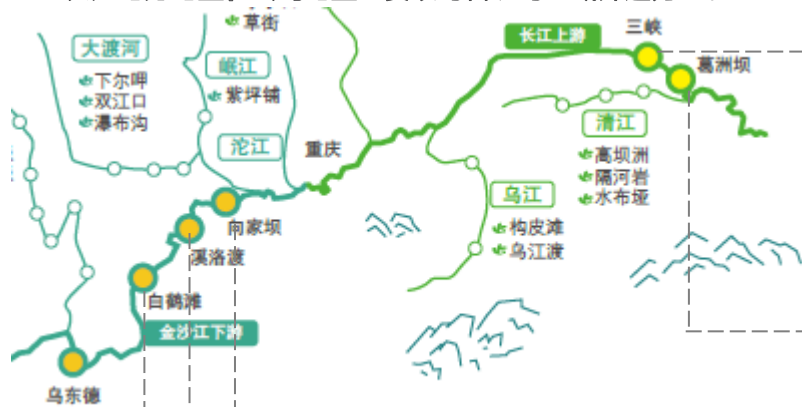 草街
三峡
长江上游
大渡河
岷江
葛洲坝
下尔呷
双江口
瀑布沟
紫坪铺
清江
沱江
重庆
高坝洲
隔河岩
水布垭
乌江
构皮滩
乌江渡
向家坝
溪洛渡
白鹤滩
金沙江下游
乌东德